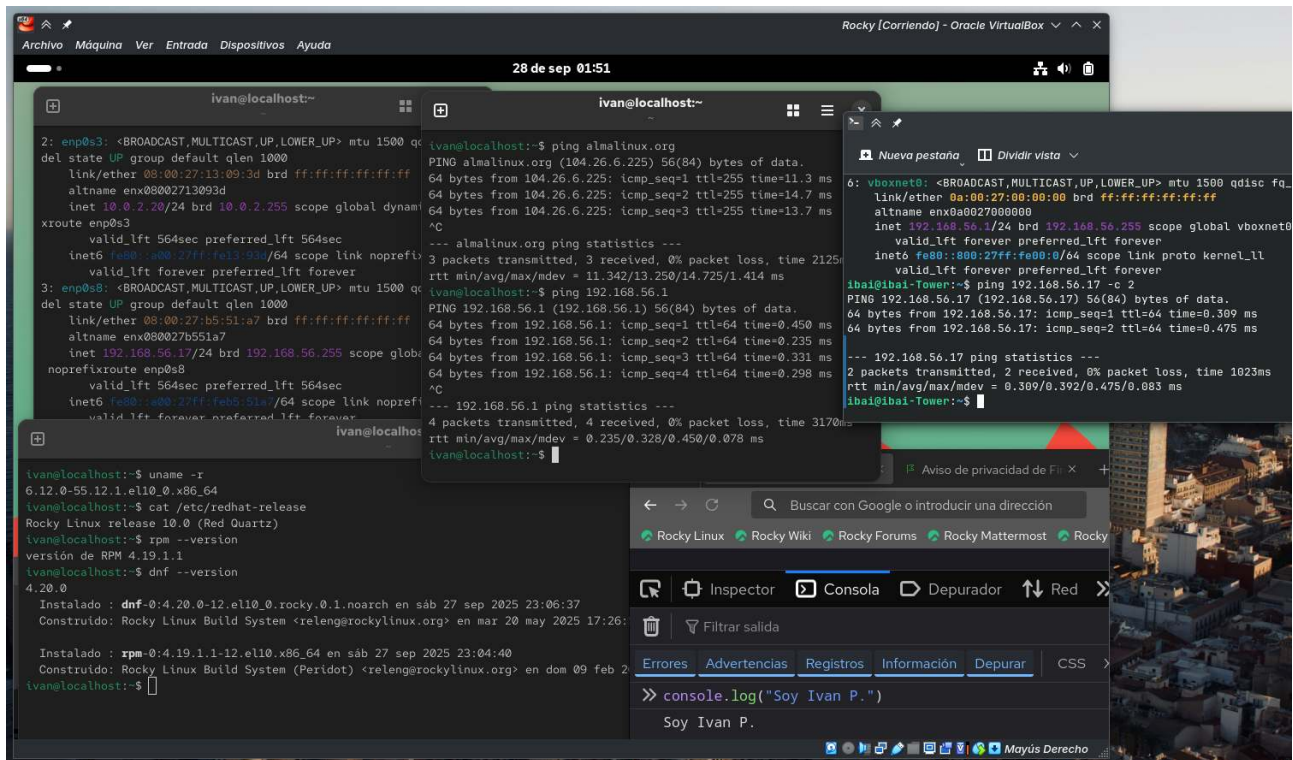 Rocky [Corriendo] - Oracle VirtualBox
Archivo Máquina Ver Entrada Dispositivos Ayuda
28 de sep 01:51
ivan@localhost:~
~
2: enp0s3: <BROADCAST,MULTICAST,UP,LOWER_UP> mtu 1500
del state UP group default qlen 1000
link/ether 08:00:27:13:09:3d brd ff:ff:ff:ff:ff:ff
altname enx08002713093d
inet 10.0.2.20/24 brd 10.0.2.255 scope global
xroute enp0s3
valid_lft 564sec preferred_lft 564sec
inet6 fe80::a00:27ff:fe13:93d/64 scope link
valid_lft forever preferred_lft forever
3: enp0s8: <BROADCAST,MULTICAST,UP,LOWER_UP> mtu 1500
del state UP group default qlen 1000
link/ether 08:00:27:b5:51:a7 brd ff:ff:ff:ff:ff:ff
altname enx080027b551a7
inet 192.168.56.17/24 brd 192.168.56.255 scope
noprefixroute enp0s8
valid_lft 564sec preferred_lft 564sec
inet6 fe80::a00:27ff:feb5:51a7/64 scope link
valid_lft forever preferred_lft forever
ivan@localhost:~
~
ivan@localhost:~$ ping almalinux.org
PING almalinux.org (104.26.6.225) 56(84) bytes of data.
64 bytes from 104.26.6.225: icmp_seq=1 ttl=255 time=11.3 ms
64 bytes from 104.26.6.225: icmp_seq=2 ttl=255 time=14.7 ms
64 bytes from 104.26.6.225: icmp_seq=3 ttl=255 time=13.7 ms
^C
--- almalinux.org ping statistics ---
3 packets transmitted, 3 received, 0% packet loss, time 2125m
rtt min/avg/max/mdev = 11.342/13.250/14.725/1.414 ms
ivan@localhost:~$ ping 192.168.56.1
PING 192.168.56.1 (192.168.56.1) 56(84) bytes of data.
64 bytes from 192.168.56.1: icmp_seq=1 ttl=64 time=0.450 ms
64 bytes from 192.168.56.1: icmp_seq=2 ttl=64 time=0.235 ms
64 bytes from 192.168.56.1: icmp_seq=3 ttl=64 time=0.331 ms
64 bytes from 192.168.56.1: icmp_seq=4 ttl=64 time=0.298 ms
^C
--- 192.168.56.1 ping statistics ---
4 packets transmitted, 4 received, 0% packet loss, time 3170ms
rtt min/avg/max/mdev = 0.235/0.328/0.450/0.078 ms
ivan@localhost:~$
Nueva pestaña Dividir vista
6: vboxnet0: <BROADCAST,MULTICAST,UP,LOWER_UP> mtu 1500 qdisc fq_
link/ether 0a:00:27:00:00:00 brd ff:ff:ff:ff:ff:ff
altname enx0a0027000000
inet 192.168.56.1/24 brd 192.168.56.255 scope global vboxnet0
valid_lft forever preferred_lft forever
inet6 fe80::800:27ff:fe00:0/64 scope link proto kernel_ll
valid_lft forever preferred_lft forever
ibai@ibai-Tower:~$ ping 192.168.56.17 -c 2
PING 192.168.56.17 (192.168.56.17) 56(84) bytes of data.
64 bytes from 192.168.56.17: icmp_seq=1 ttl=64 time=0.309 ms
64 bytes from 192.168.56.17: icmp_seq=2 ttl=64 time=0.475 ms
--- 192.168.56.17 ping statistics ---
2 packets transmitted, 2 received, 0% packet loss, time 1023ms
rtt min/avg/max/mdev = 0.309/0.392/0.475/0.083 ms
ibai@ibai-Tower:~$
ivan@localhos
ivan@localhost:~$ uname -r
6.12.0-55.12.1.el10_0.x86_64
ivan@localhost:~$ cat /etc/redhat-release
Rocky Linux release 10.0 (Red Quartz)
ivan@localhost:~$ rpm --version
versión de RPM 4.19.1.1
ivan@localhost:~$ dnf --version
4.20.0
Instalado : dnf-0:4.20.0-12.el10_0.rocky.0.1.noarch en sáb 27 sep 2025 23:06:37
Construido: Rocky Linux Build System <releng@rockylinux.org> en mar 20 may 2025 17:26:
Instalado : rpm-0:4.19.1.1-12.el10.x86_64 en sáb 27 sep 2025 23:04:40
Construido: Rocky Linux Build System (Peridot) <releng@rockylinux.org> en dom 09 feb 2
ivan@localhost:~$
Aviso de privacidad de Fi
Buscar con Google o introducir una dirección
Rocky Linux Rocky Wiki Rocky Forums Rocky Mattermost Rocky
Inspector Consola Depurador Red
Filtrar salida
Errores Advertencias Registros Información Depurar CSS
console.log("Soy Ivan P.")
Soy Ivan P.
Mayús Derecho